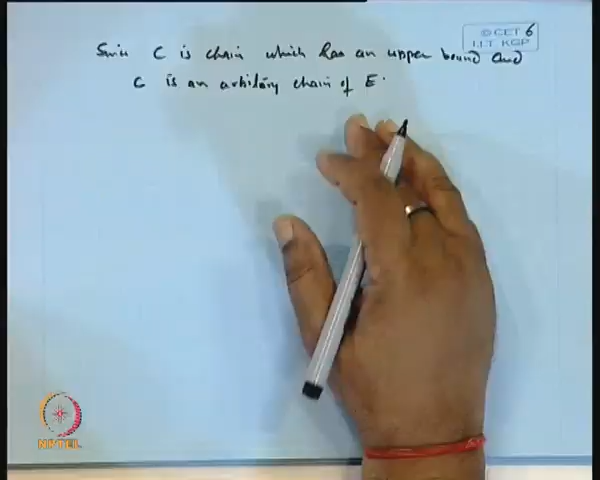 © CET 6
I.I.T. KGP
Since C is chain which has an upper bound and
C is an arbitrary chain of E.
NPTEL